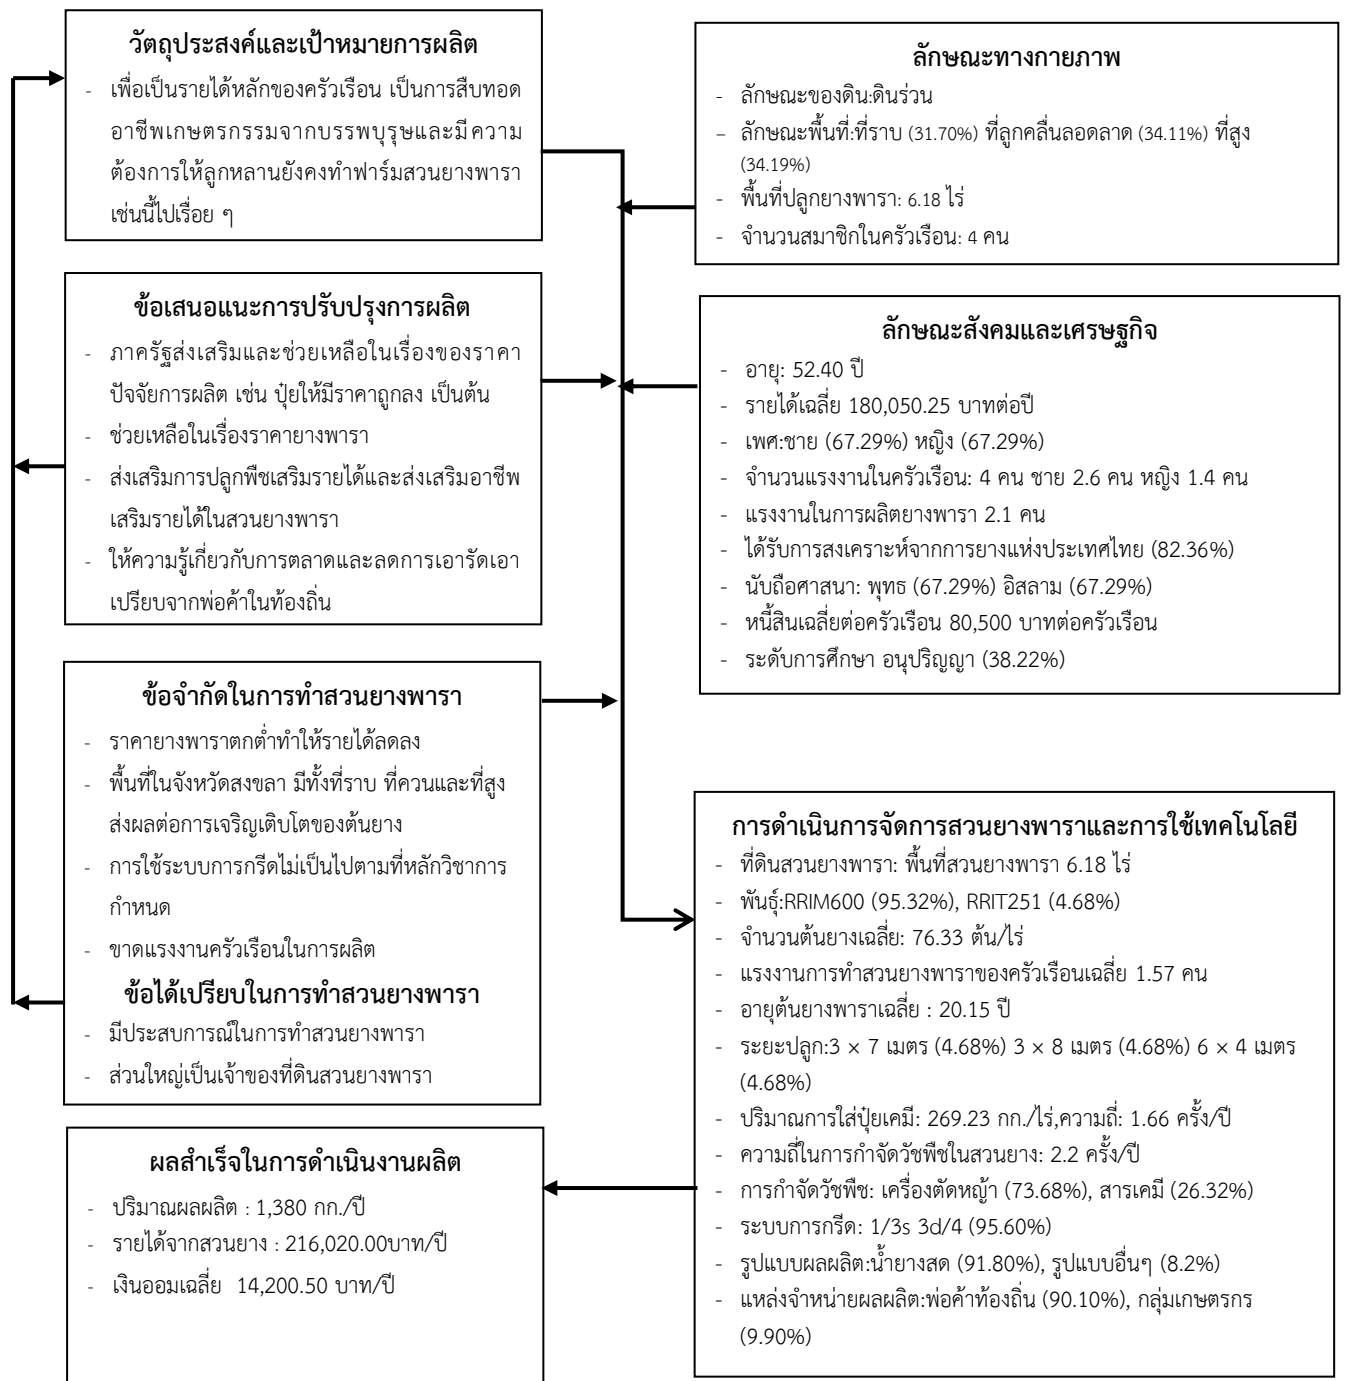 วัตถุประสงค์และเป้าหมายการผลิต
- เพื่อเป็นรายได้หลักของครัวเรือน เป็นการสืบทอด
อาชีพเกษตรกรรมจากบรรพบุรุษและมีความ
ต้องการให้ลูกหลานยังคงทำฟาร์มสวนยางพารา
เช่นนี้ไปเรื่อย ๆ
ข้อเสนอแนะการปรับปรุงการผลิต
- ภาครัฐส่งเสริมและช่วยเหลือในเรื่องของราคา
ปัจจัยการผลิต เช่น ปุ๋ยให้มีราคาถูกลง เป็นต้น
- ช่วยเหลือในเรื่องราคายางพารา
- ส่งเสริมการปลูกพืชเสริมรายได้และส่งเสริมอาชีพ
เสริมรายได้ในสวนยางพารา
- ให้ความรู้เกี่ยวกับการตลาดและลดการเอารัดเอา
เปรียบจากพ่อค้าในท้องถิ่น
ข้อจำกัดในการทำสวนยางพารา
- ราคายางพาราตกต่ำทำให้รายได้ลดลง
- พื้นที่ในจังหวัดสงขลา มีทั้งที่ราบ ที่ควนและที่สูง
ส่งผลต่อการเจริญเติบโตของต้นยาง
- การใช้ระบบการกรีดไม่เป็นไปตามที่หลักวิชาการ
กำหนด
- ขาดแรงงานครัวเรือนในการผลิต
ข้อได้เปรียบในการทำสวนยางพารา
- มีประสบการณ์ในการทำสวนยางพารา
- ส่วนใหญ่เป็นเจ้าของที่ดินสวนยางพารา
ผลสำเร็จในการดำเนินงานผลิต
- ปริมาณผลผลิต : 1,380 กก./ปี
- รายได้จากสวนยาง : 216,020.00บาท/ปี
- เงินออมเฉลี่ย 14,200.50 บาท/ปี
ลักษณะทางกายภาพ
- ลักษณะของดิน:ดินร่วน
- ลักษณะพื้นที่:ที่ราบ (31.70%) ที่ลูกคลื่นลอดลาด (34.11%) ที่สูง
(34.19%)
- พื้นที่ปลูกยางพารา: 6.18 ไร่
- จำนวนสมาชิกในครัวเรือน: 4 คน
ลักษณะสังคมและเศรษฐกิจ
- อายุ: 52.40 ปี
- รายได้เฉลี่ย 180,050.25 บาทต่อปี
- เพศ:ชาย (67.29%) หญิง (67.29%)
- จำนวนแรงงานในครัวเรือน: 4 คน ชาย 2.6 คน หญิง 1.4 คน
- แรงงานในการผลิตยางพารา 2.1 คน
- ได้รับการสงเคราะห์จากการยางแห่งประเทศไทย (82.36%)
- นับถือศาสนา: พุทธ (67.29%) อิสลาม (67.29%)
- หนี้สินเฉลี่ยต่อครัวเรือน 80,500 บาทต่อครัวเรือน
- ระดับการศึกษา อนุปริญญา (38.22%)
การดำเนินการจัดการสวนยางพาราและการใช้เทคโนโลยี
- ที่ดินสวนยางพารา: พื้นที่สวนยางพารา 6.18 ไร่
- พันธุ์:RRIM600 (95.32%), RRIT251 (4.68%)
- จำนวนต้นยางเฉลี่ย: 76.33 ต้น/ไร่
- แรงงานการทำสวนยางพาราของครัวเรือนเฉลี่ย 1.57 คน
- อายุต้นยางพาราเฉลี่ย : 20.15 ปี
- ระยะปลูก:3 × 7 เมตร (4.68%) 3 × 8 เมตร (4.68%) 6 × 4 เมตร
(4.68%)
- ปริมาณการใส่ปุ๋ยเคมี: 269.23 กก./ไร่,ความถี่: 1.66 ครั้ง/ปี
- ความถี่ในการกำจัดวัชพืชในสวนยาง: 2.2 ครั้ง/ปี
- การกำจัดวัชพืช: เครื่องตัดหญ้า (73.68%), สารเคมี (26.32%)
- ระบบการกรีด: 1/3s 3d/4 (95.60%)
- รูปแบบผลผลิต:น้ำยางสด (91.80%), รูปแบบอื่นๆ (8.2%)
- แหล่งจำหน่ายผลผลิต:พ่อค้าท้องถิ่น (90.10%), กลุ่มเกษตรกร
(9.90%)